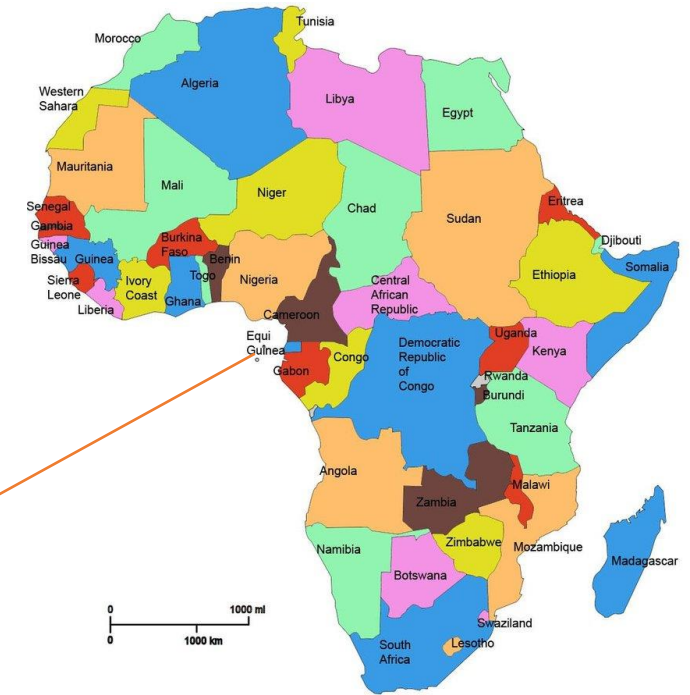 Tunisia
Morocco
Algeria
Libya
Egypt
Western
Sahara
Mauritania
Mali
Niger
Chad
Sudan
Eritrea
Djibouti
Senegal
Gambia
Guinea
Bissau
Guinea
Sierra
Leone
Liberia
Ivory
Coast
Burkina
Faso
Ghana
Togo
Benin
Nigeria
Cameroon
Central
African
Republic
Ethiopia
Somalia
Equi
Guinea
Gabon
Congo
Democratic
Republic
of
Congo
Uganda
Kenya
Rwanda
Burundi
Tanzania
Angola
Zambia
Malawi
Mozambique
Zimbabwe
Namibia
Botswana
Madagascar
Swaziland
Lesotho
South
Africa
0 1000 mi
0 1000 km